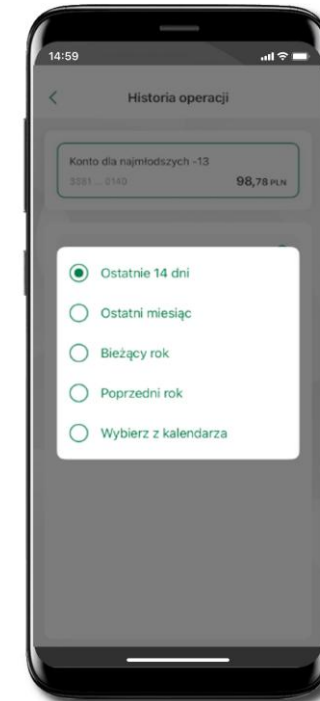 14:59
Historia operacji
Konto dla najmłodszych -13
98,78 PLN
Ostatnie 14 dni
Ostatni miesiąc
Bieżący rok
Poprzedni rok
Wybierz z kalendarza